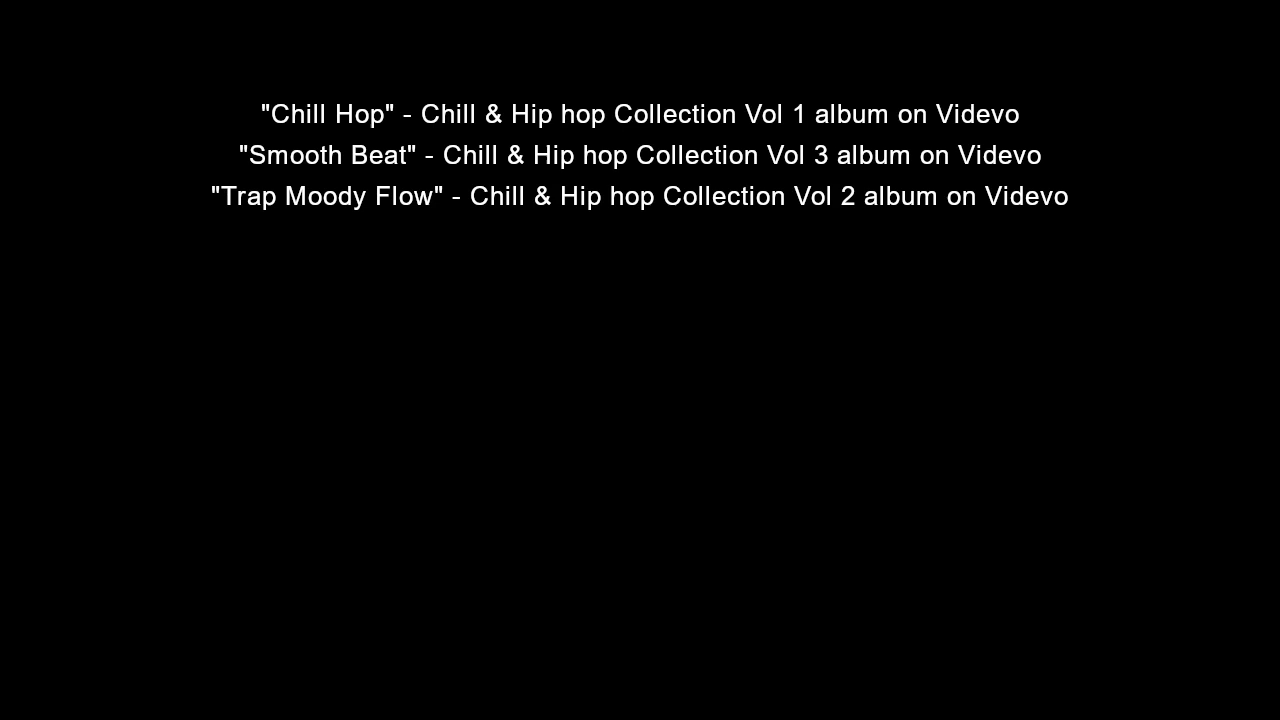 "Chill Hop" - Chill & Hip hop Collection Vol 1 album on Videvo
"Smooth Beat" - Chill & Hip hop Collection Vol 3 album on Videvo
"Trap Moody Flow" - Chill & Hip hop Collection Vol 2 album on Videvo